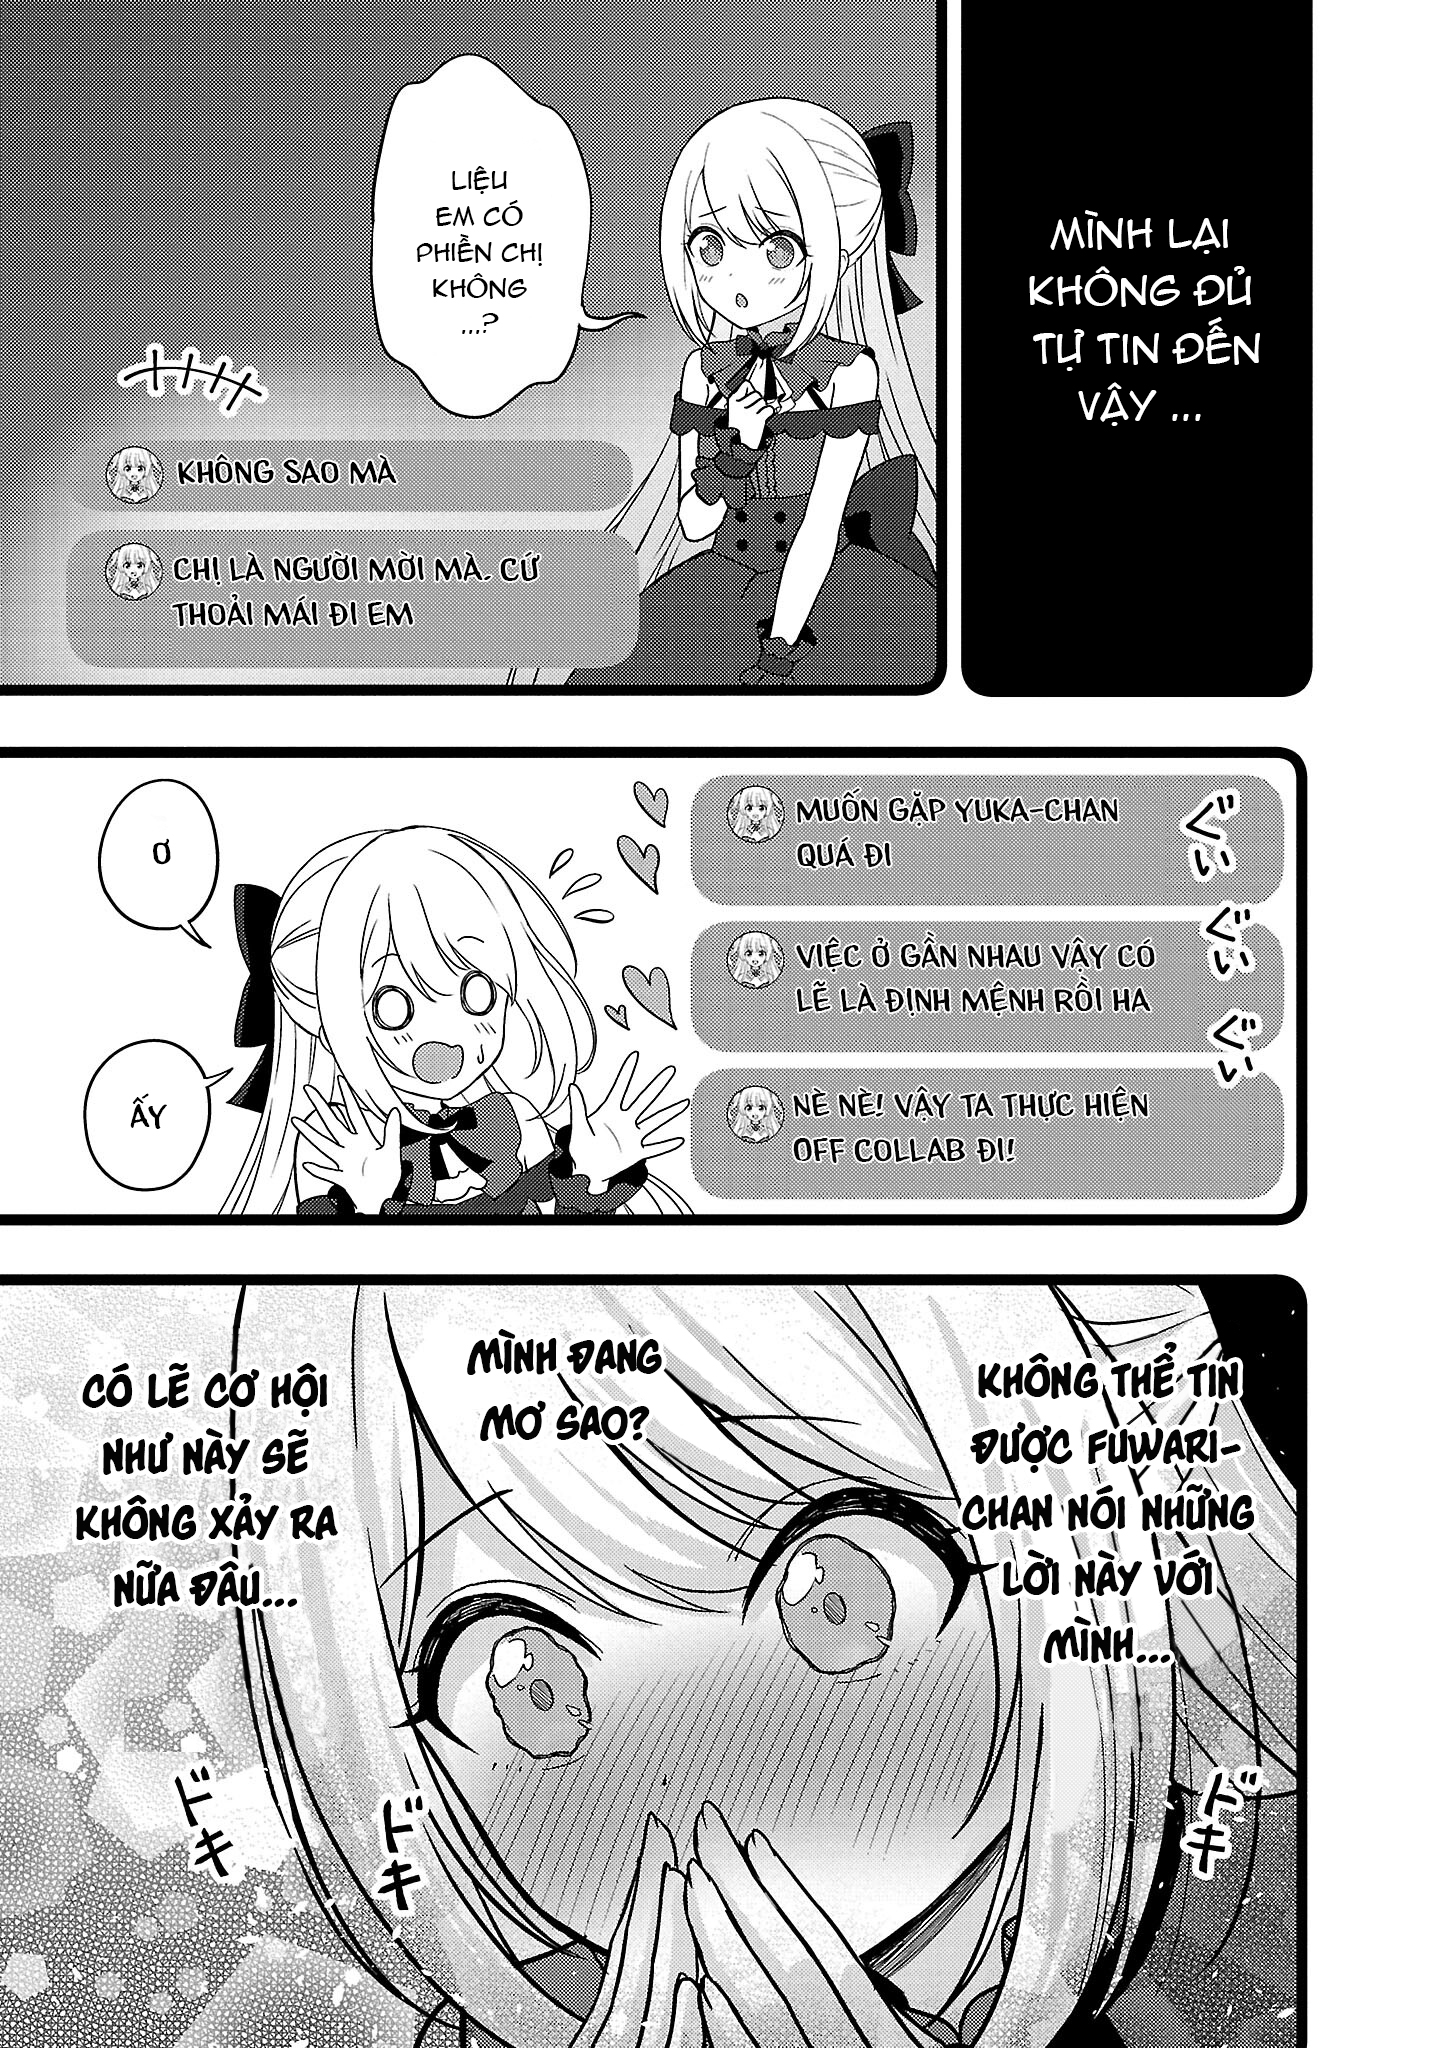 MÌNH LẠI
KHÔNG ĐỦ
TỰ TIN ĐẾN
VẬY ...
LIỆU
EM CÓ
PHIỀN CHỊ
KHÔNG
...?
KHÔNG SAO MÀ
CHỊ LÀ NGƯỜI MỜI MÀ. CỨ
THOẢI MÁI ĐI EM
MUỐN GẶP YUKA-CHAN
QUÁ ĐI
ぐい
VIỆC Ở GẦN NHAU VẬY CÓ
LẼ LÀ ĐỊNH MỆNH RỒI HA
ぐい
NÈ NÈ! VẬY TA THỰC HIỆN
OFF COLLAB ĐI!
ぐい
Ơ
ẤY
KHÔNG THỂ TIN
ĐƯỢC FUWARI-
CHAN NÓI NHỮNG
LỜI NÀY VỚI
MÌNH...
MÌNH ĐANG
MƠ SAO?
CÓ LẼ CƠ HỘI
NHƯ NÀY SẼ
KHÔNG XẢY RA
NỮA ĐÂU...
ドキ
ドキ
ドキ